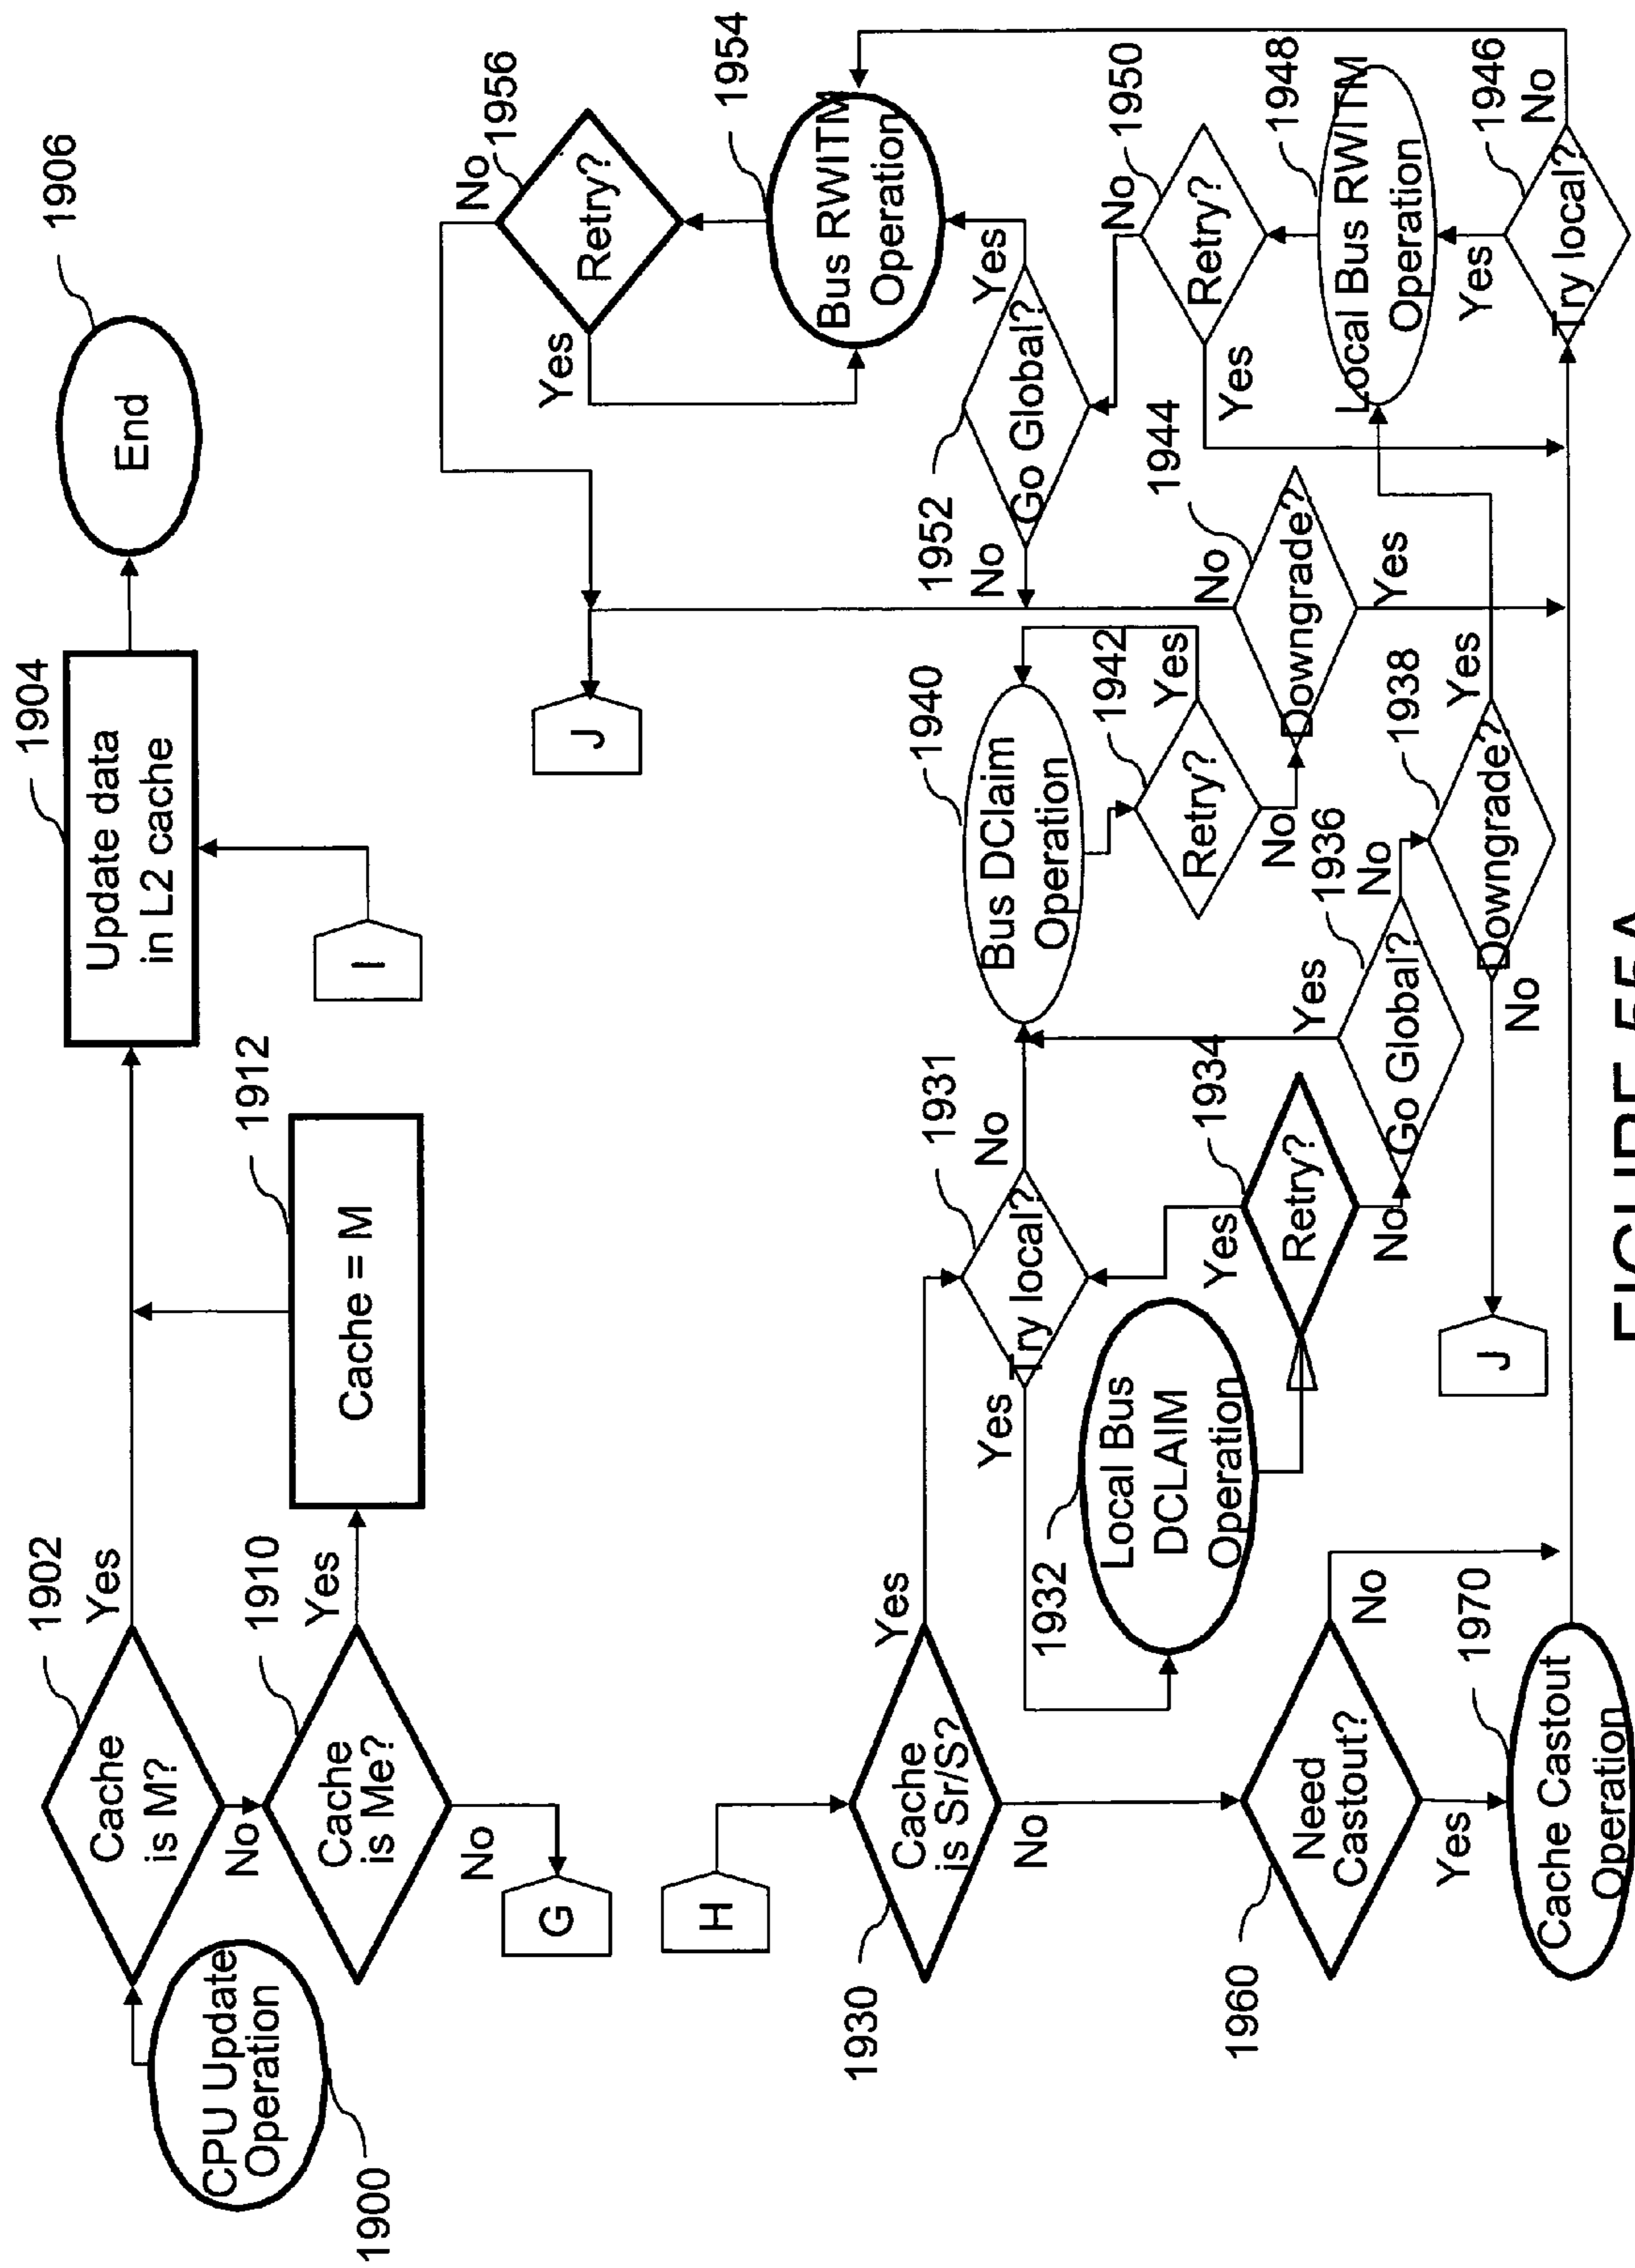 CPU Update
Operation
1900
Cache
is M?
1902
Yes
No
Update data
in L2 cache
1904
End
1906
Cache
is Me?
1910
Yes
No
Cache = M
1912
I
G
J
H
Cache
is Sr/S?
1930
Yes
No
Try local?
1931
Yes
No
Local Bus
DCLAIM
Operation
1932
Retry?
1934
Yes
No
Go Global?
1936
Yes
No
Downgrade?
1938
Yes
No
J
Bus DClaim
Operation
1940
Retry?
1942
Yes
No
Downgrade?
1944
No
Yes
Try local?
1946
Yes
No
Local Bus RWITM
Operation
1948
Retry?
1950
No
Yes
Go Global?
1952
Yes
No
Bus RWITM
Operation
1954
Retry?
1956
No
Yes
Need
Castout?
1960
No
Yes
Cache Castout
Operation
1970
FIGURE 55A